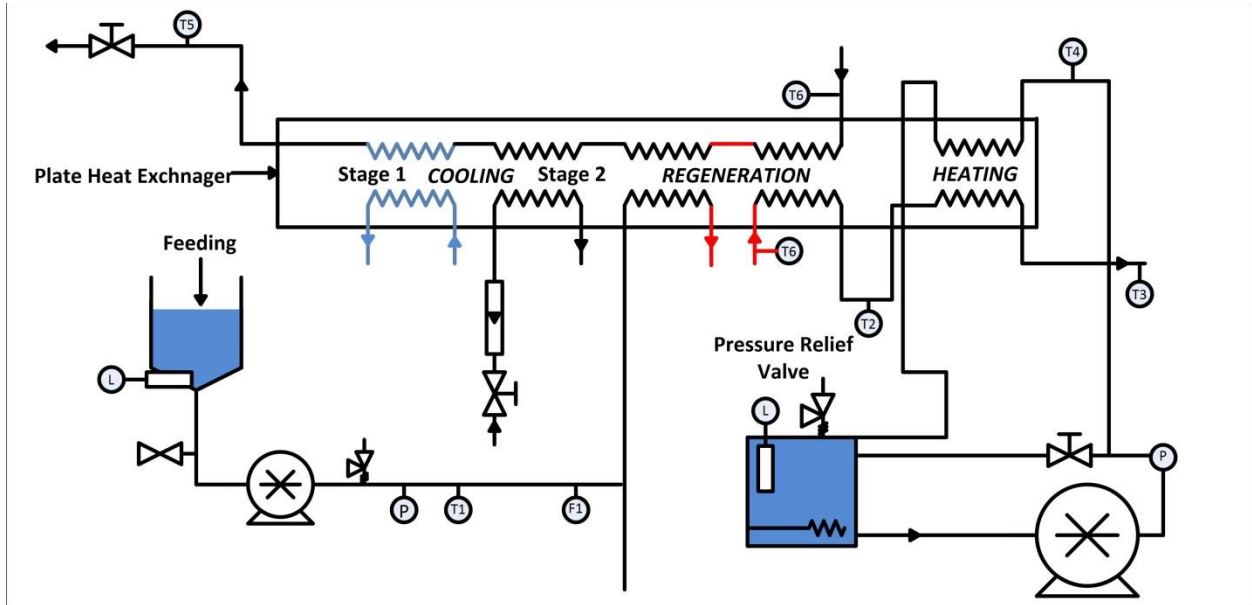 T5
T4
T6
Plate Heat Exchnager
Stage 1
COOLING
Stage 2
REGENERATION
HEATING
Feeding
T6
T3
T2
Pressure Relief
Valve
L
L
P
P
T1
F1